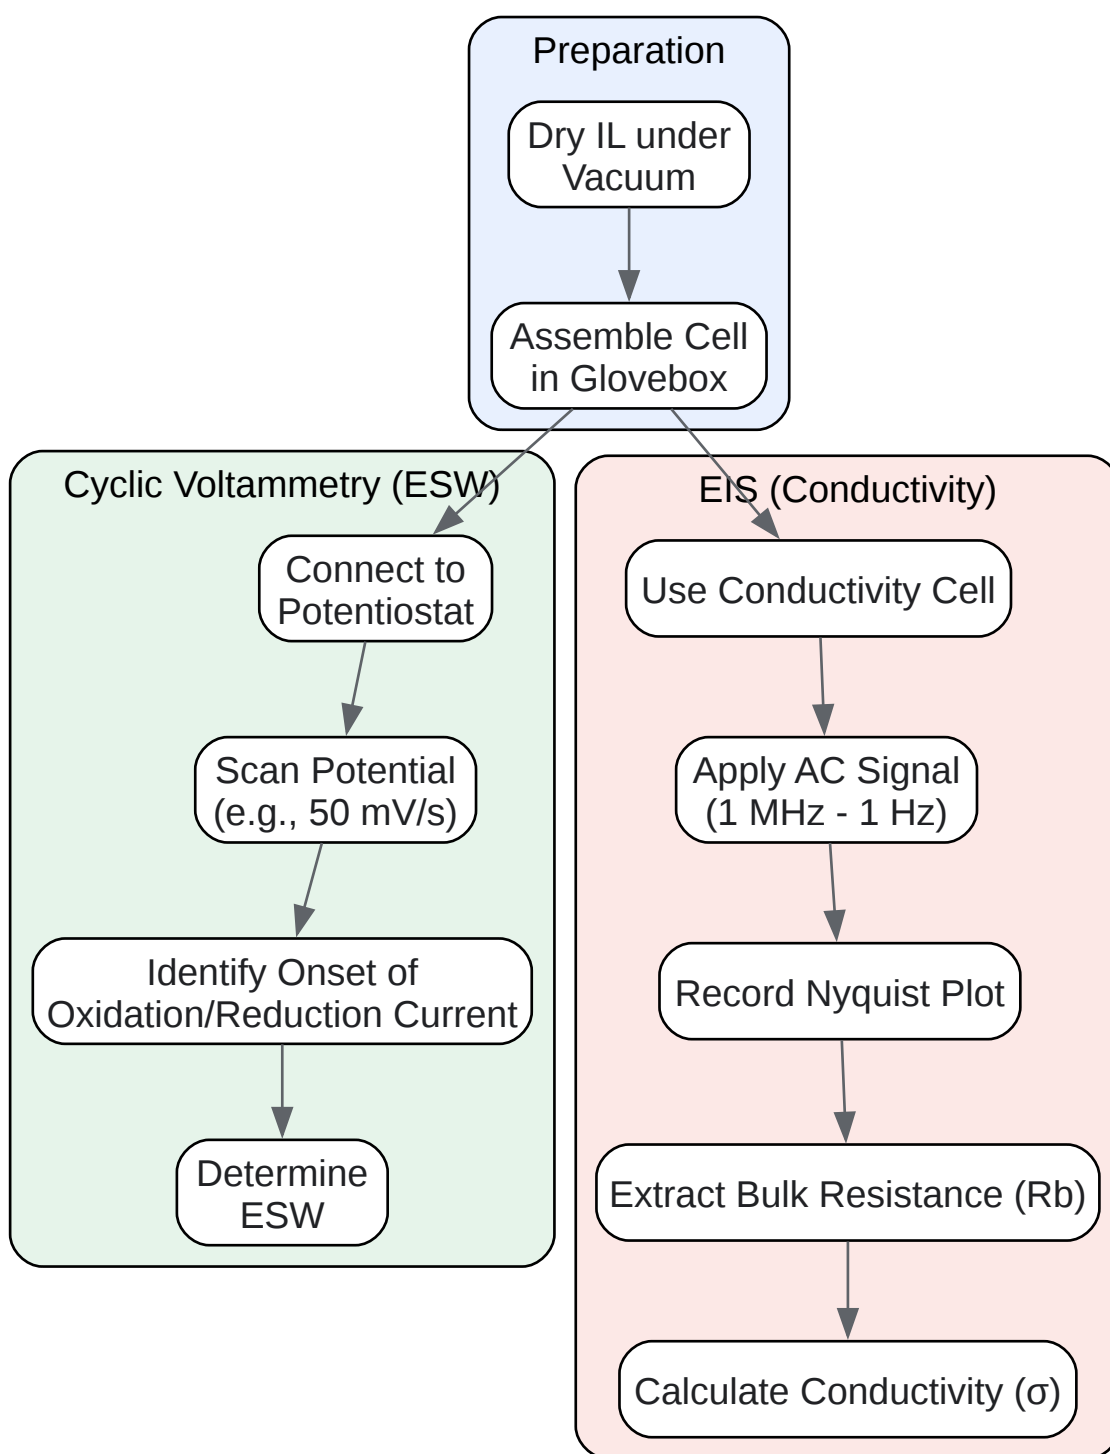 Preparation
Dry IL under
Vacuum
Assemble Cell
in Glovebox
Cyclic Voltammetry (ESW)
Connect to
Potentiostat
Scan Potential
(e.g., 50 mV/s)
Identify Onset of
Oxidation/Reduction Current
Determine
ESW
EIS (Conductivity)
Use Conductivity Cell
Apply AC Signal
(1 MHz - 1 Hz)
Record Nyquist Plot
Extract Bulk Resistance (Rb)
Calculate Conductivity (σ)